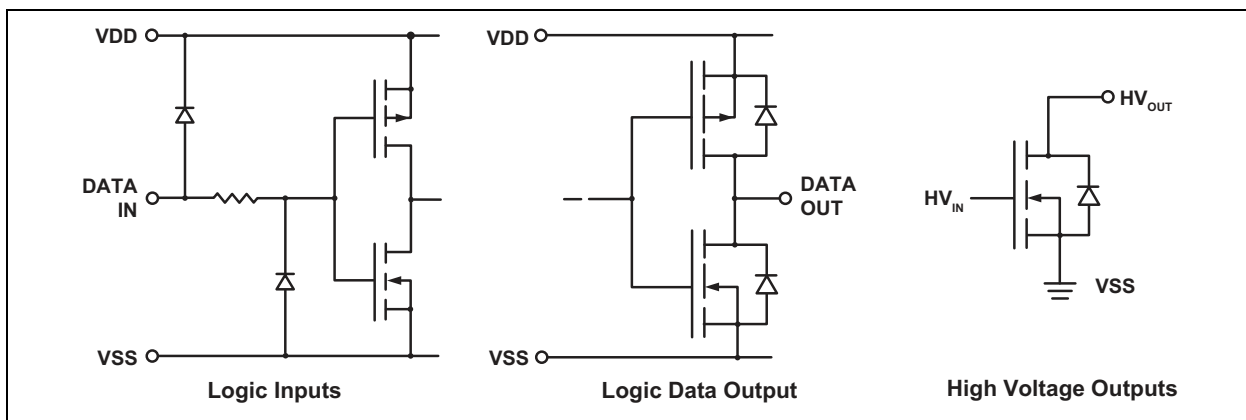 VDD
DATA
IN
VSS
Logic Inputs
VDD
DATA
OUT
VSS
Logic Data Output
HVOUT
HVIN
VSS
High Voltage Outputs